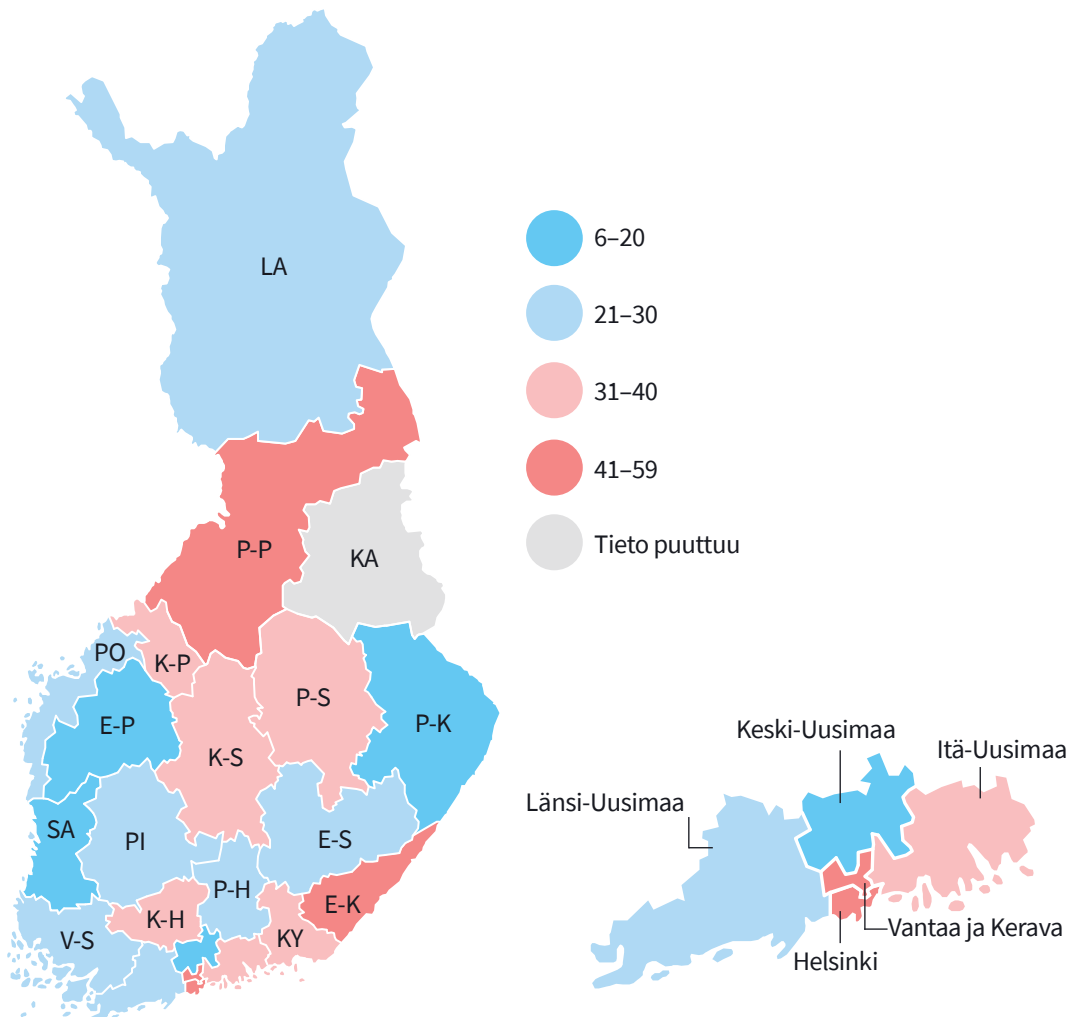 LA
6–20
21–30
31–40
41–59
Tieto puuttuu
P-P
KA
PO
K-P
P-S
E-P
P-K
K-S
SA
PI
E-S
P-H
E-K
K-H
KY
V-S
Keski-Uusimaa
Itä-Uusimaa
Länsi-Uusimaa
Vantaa ja Kerava
Helsinki